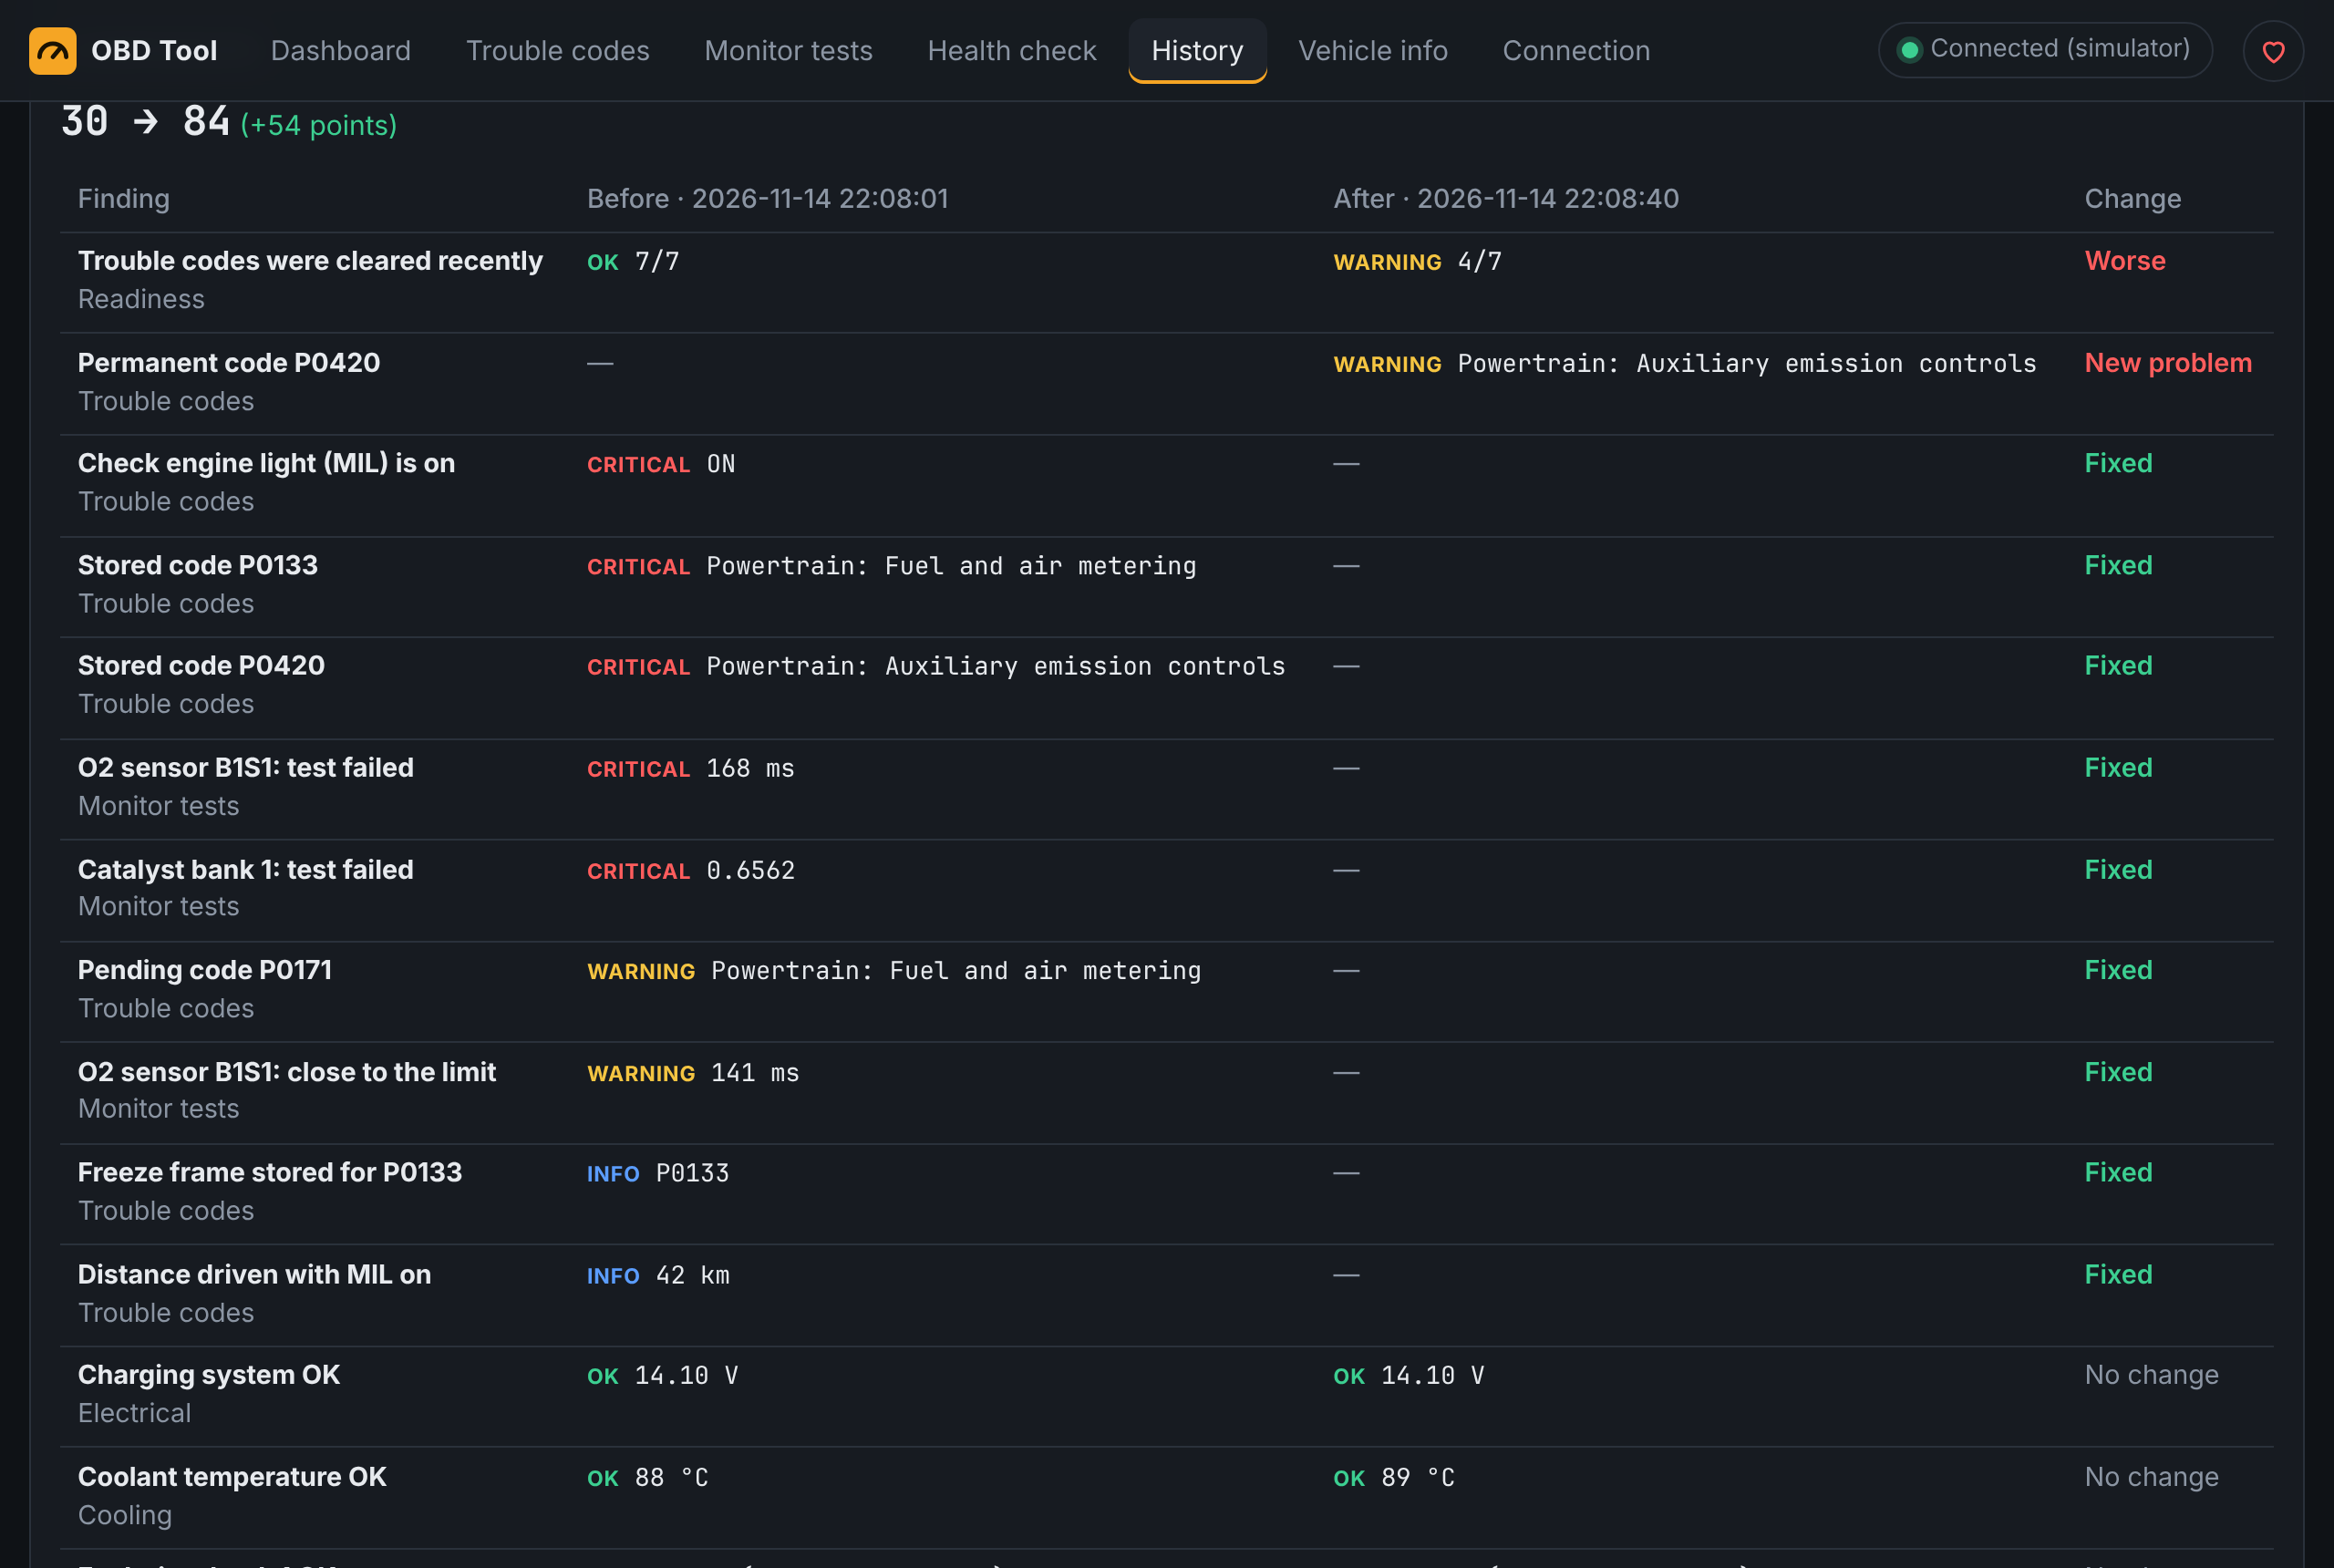 OBD Tool Dashboard Trouble codes Monitor tests Health check History Vehicle info Connection Connected (simulator)
30 → 84 (+54 points)
Finding Before · 2026-11-14 22:08:01 After · 2026-11-14 22:08:40 Change
Trouble codes were cleared recently OK 7/7 WARNING 4/7 Worse
Readiness
Permanent code P0420 — WARNING Powertrain: Auxiliary emission controls New problem
Trouble codes
Check engine light (MIL) is on CRITICAL ON — Fixed
Trouble codes
Stored code P0133 CRITICAL Powertrain: Fuel and air metering — Fixed
Trouble codes
Stored code P0420 CRITICAL Powertrain: Auxiliary emission controls — Fixed
Trouble codes
O2 sensor B1S1: test failed CRITICAL 168 ms — Fixed
Monitor tests
Catalyst bank 1: test failed CRITICAL 0.6562 — Fixed
Monitor tests
Pending code P0171 WARNING Powertrain: Fuel and air metering — Fixed
Trouble codes
O2 sensor B1S1: close to the limit WARNING 141 ms — Fixed
Monitor tests
Freeze frame stored for P0133 INFO P0133 — Fixed
Trouble codes
Distance driven with MIL on INFO 42 km — Fixed
Trouble codes
Charging system OK OK 14.10 V OK 14.10 V No change
Electrical
Coolant temperature OK OK 88 °C OK 89 °C No change
Cooling